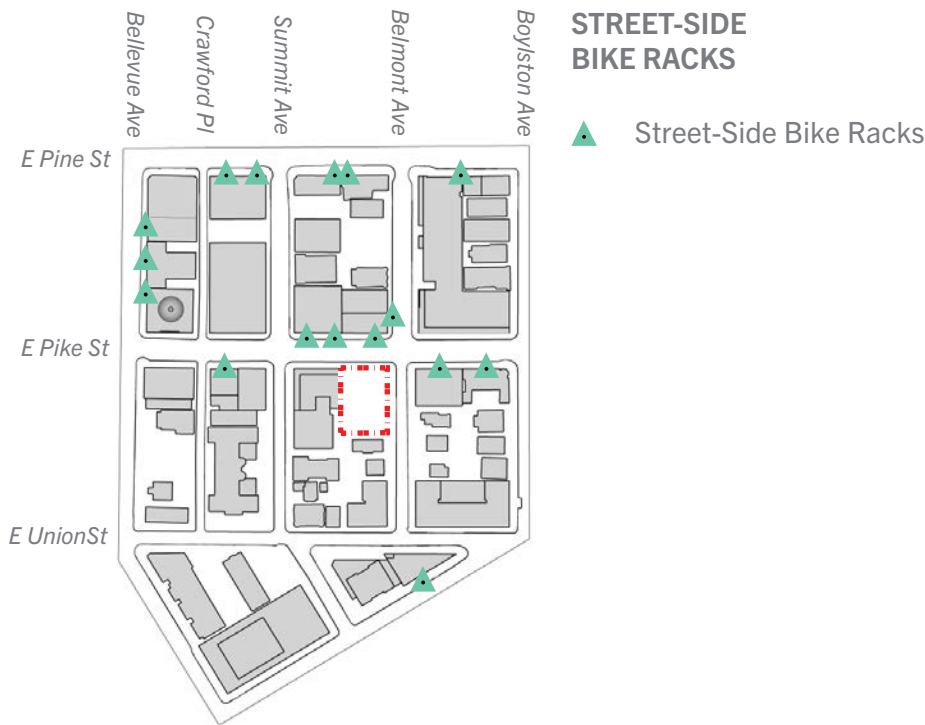 Bellevue Ave
Crawford Pl
Summit Ave
Belmont Ave
Boylston Ave
STREET-SIDE
BIKE RACKS
Street-Side Bike Racks
E Pine St
E Pike St
E UnionSt